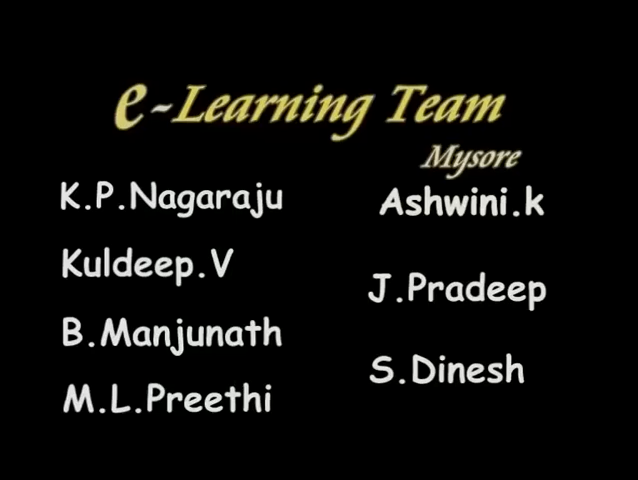 e-Learning Team
Mysore
K.P.Nagaraju
Kuldeep.V
B.Manjunath
M.L.Preethi
Ashwini.k
J.Pradeep
S.Dinesh